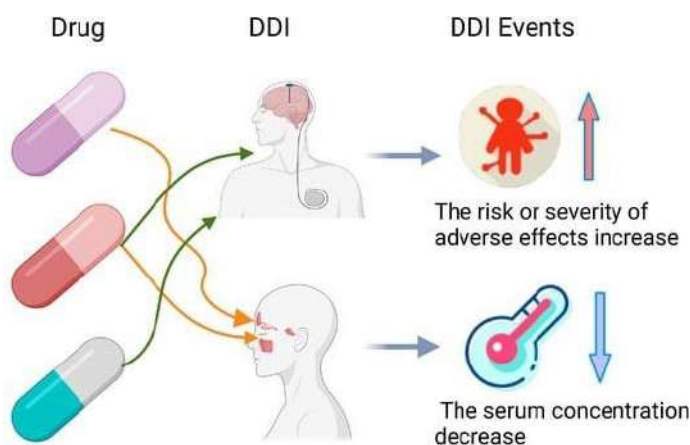 Drug
DDI
DDI Events
The risk or severity of
adverse effects increase
The serum concentration
decrease